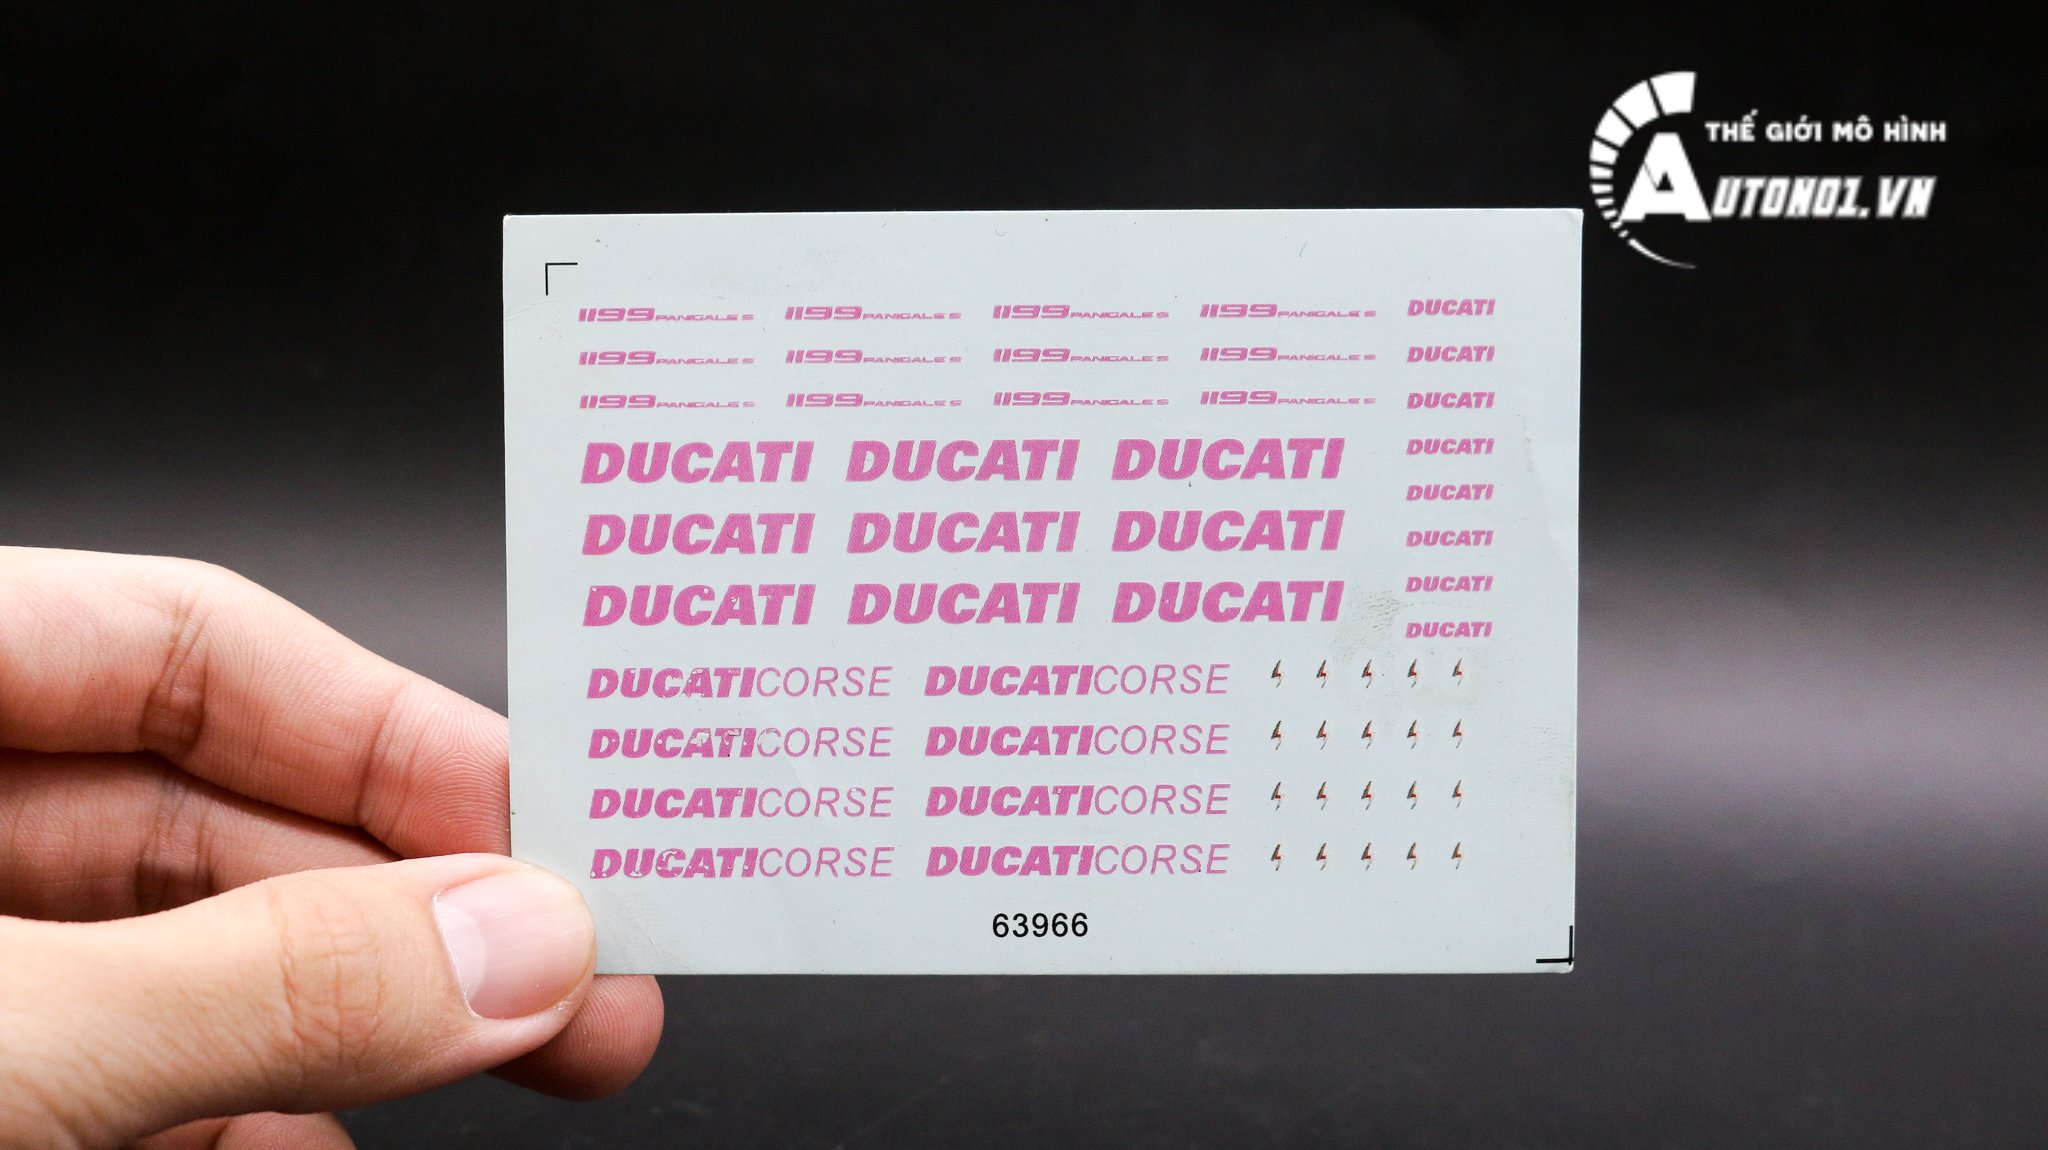 THẾ GIỚI MÔ HÌNH
AUTONO1.VN
1199 PANIGALE S 1199 PANIGALE S 1199 PANIGALE S 1199 PANIGALE S DUCATI
1199 PANIGALE S 1199 PANIGALE S 1199 PANIGALE S 1199 PANIGALE S DUCATI
1199 PANIGALE S 1199 PANIGALE S 1199 PANIGALE S 1199 PANIGALE S DUCATI
DUCATI DUCATI DUCATI DUCATI
DUCATI
DUCATI DUCATI DUCATI DUCATI
DUCATI DUCATI DUCATI DUCATI
DUCATI
DUCATICORSE DUCATICORSE
DUCATICORSE DUCATICORSE
DUCATICORSE DUCATICORSE
DUCATICORSE DUCATICORSE
63966